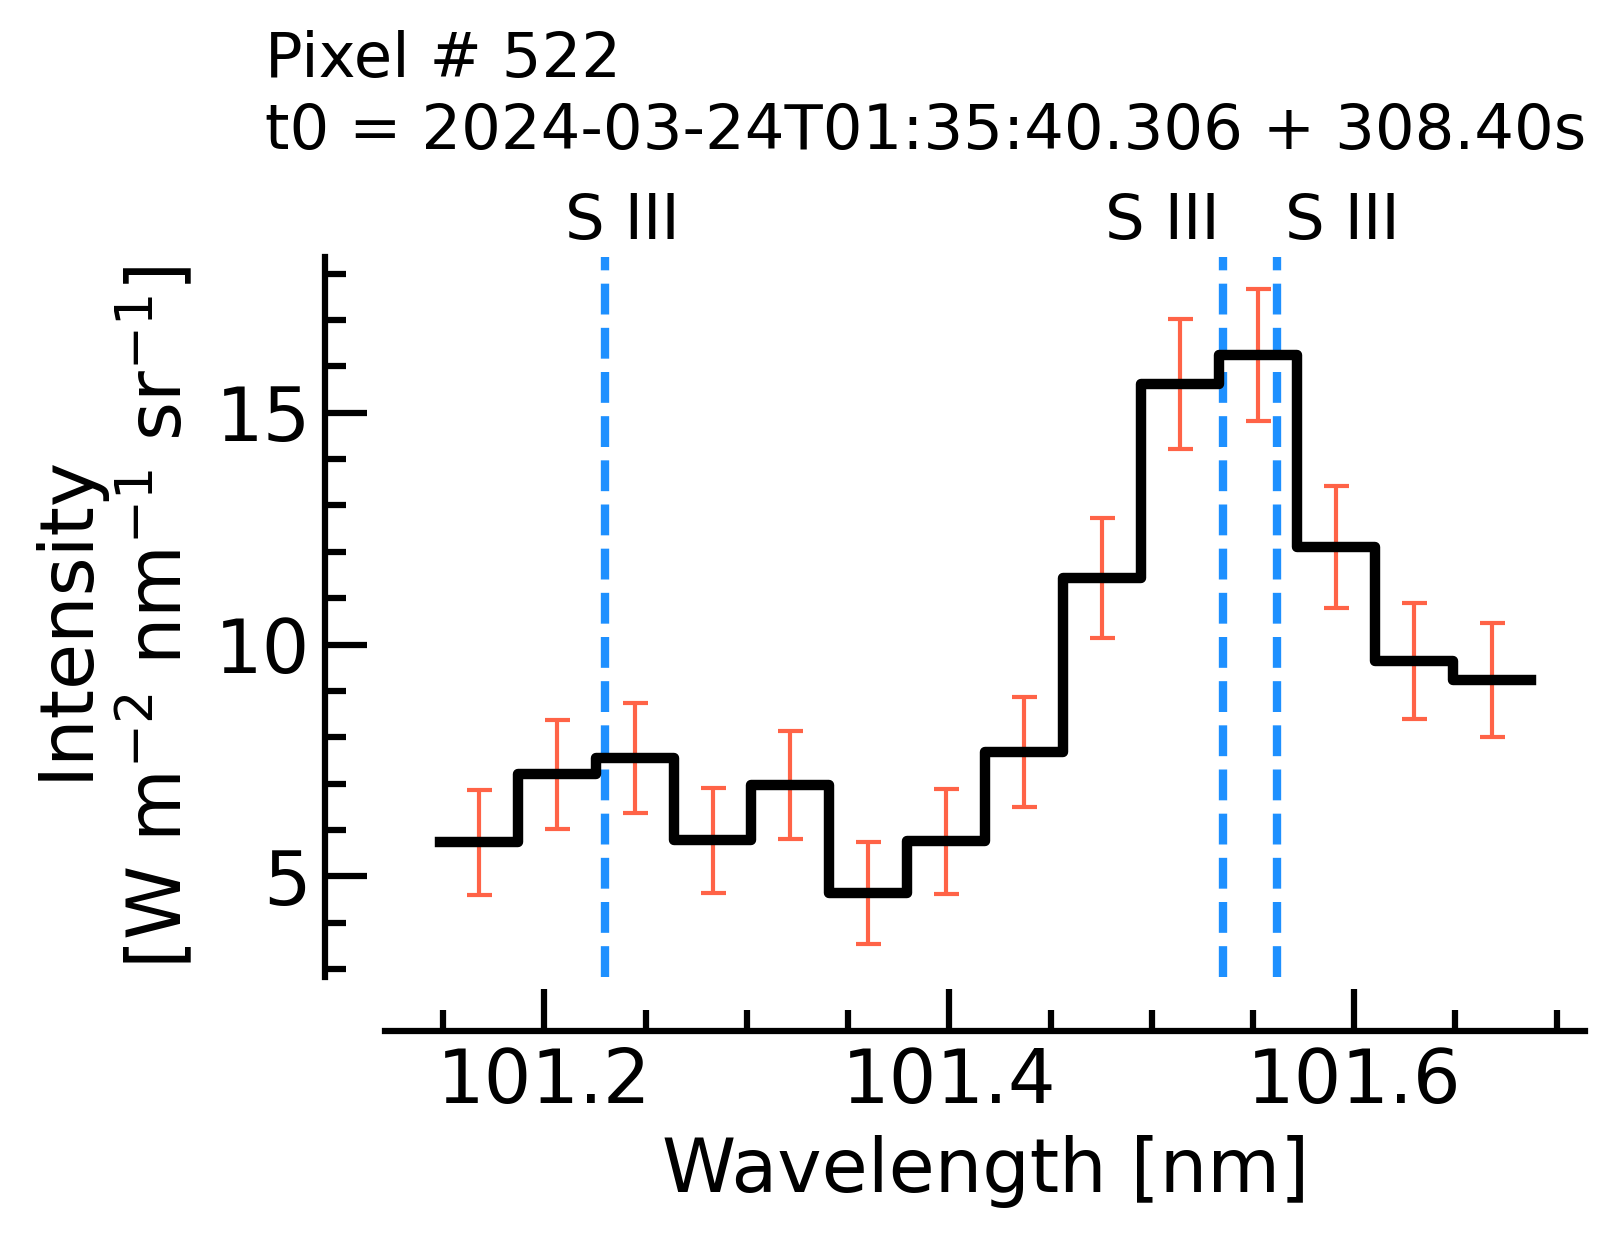 Pixel # 522
t0 = 2024-03-24T01:35:40.306 + 308.40s
S III S III S III
Intensity
[W m⁻² nm⁻¹ sr⁻¹]
15
10
5
101.2 101.4 101.6
Wavelength [nm]